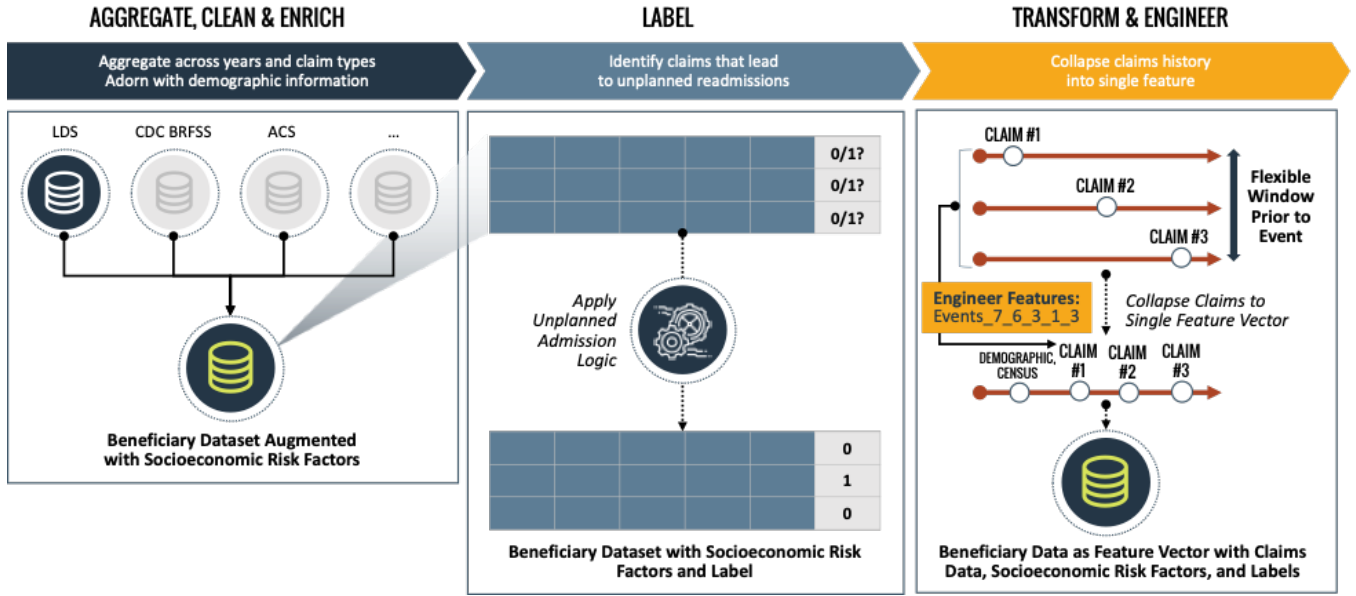 AGGREGATE, CLEAN & ENRICH
Aggregate across years and claim types
Adorn with demographic information
LDS
CDC BRFSS
ACS
...
Beneficiary Dataset Augmented
with Socioeconomic Risk Factors
LABEL
Identify claims that lead
to unplanned readmissions
0/1?
0/1?
0/1?
Apply
Unplanned
Admission
Logic
0
1
0
Beneficiary Dataset with Socioeconomic Risk
Factors and Label
TRANSFORM & ENGINEER
Collapse claims history
into single feature
CLAIM #1
CLAIM #2
CLAIM #3
Flexible
Window
Prior to
Event
Engineer Features:
Events_7_6_3_1_3
Collapse Claims to
Single Feature Vector
DEMOGRAPHIC,
CENSUS
CLAIM
#1
CLAIM
#2
CLAIM
#3
Beneficiary Data as Feature Vector with Claims
Data, Socioeconomic Risk Factors, and Labels